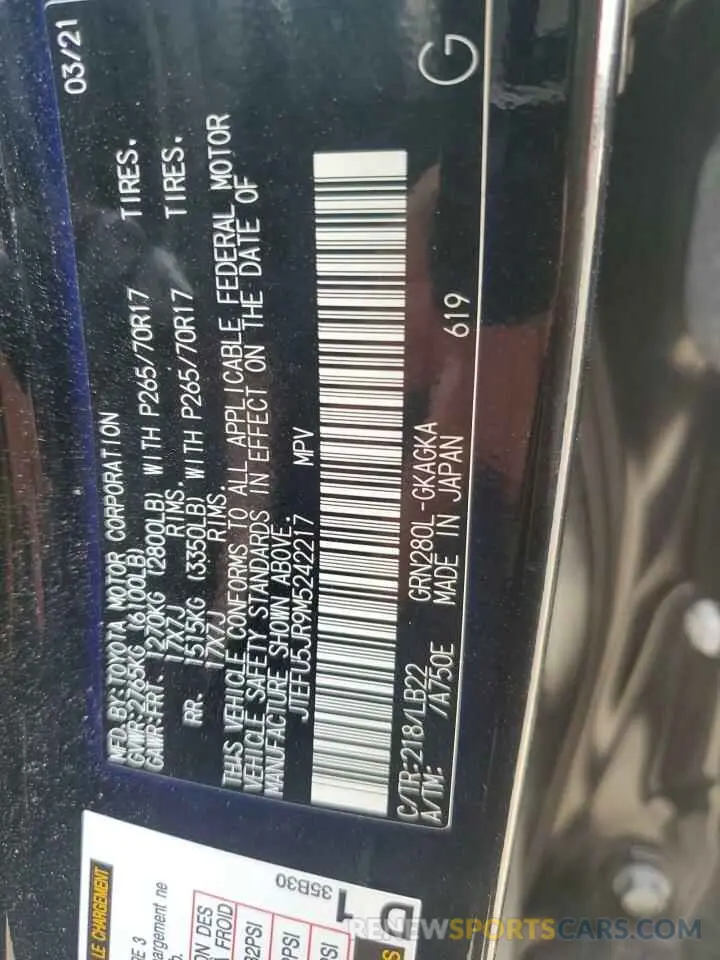 MFD. BY: TOYOTA MOTOR CORPORATION 03/21
GVWR: 2765KG (6100LB)
GAWR: FRT. 1270KG (2800LB) WITH P265/70R17 TIRES.
17X7J RIMS.
RR. 1515KG (3350LB) WITH P265/70R17 TIRES.
17X7J RIMS.
THIS VEHICLE CONFORMS TO ALL APPLICABLE FEDERAL MOTOR
VEHICLE SAFETY STANDARDS IN EFFECT ON THE DATE OF
MANUFACTURE SHOWN ABOVE.
JTEFU5JR9M5242217 MPV
C/TR: 218/LB22 GRN280L-GKAGKA 619
A/TM: /A750E MADE IN JAPAN
G
LE CHARGEMENT
35B30
RENEWSPORTSCARS.COM